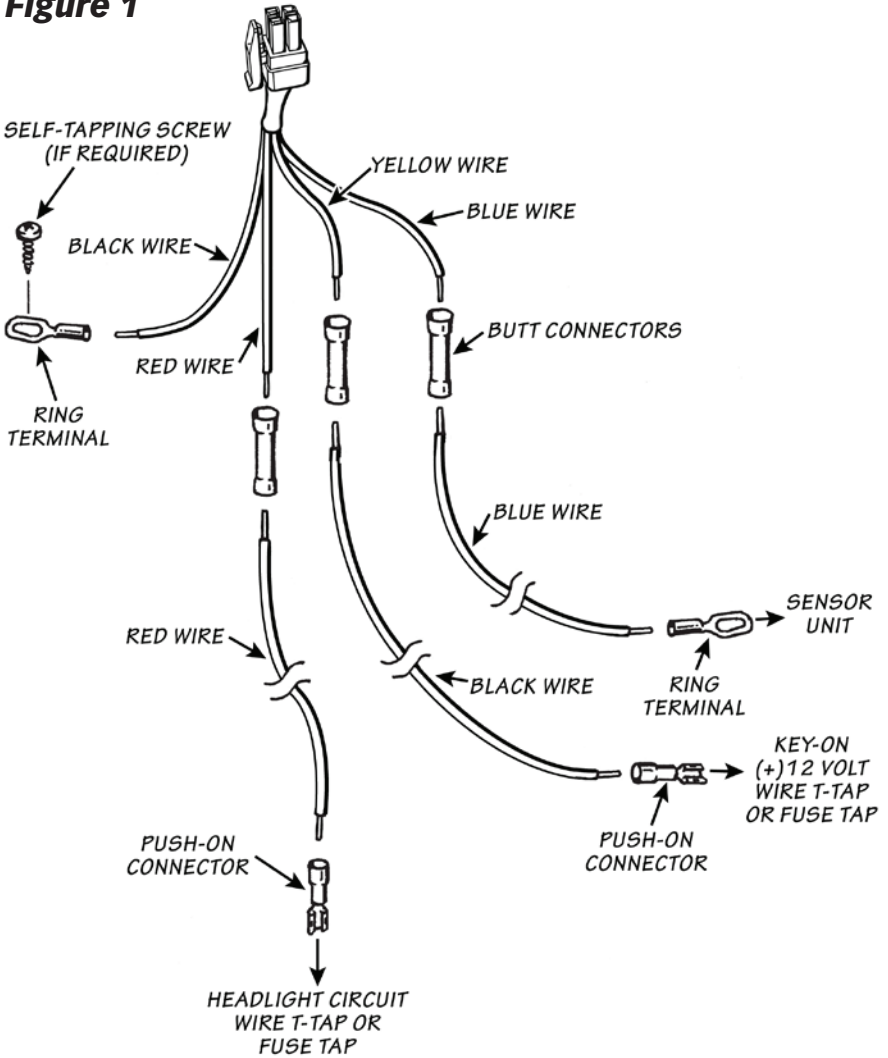 Figure 1
SELF-TAPPING SCREW
(IF REQUIRED)
YELLOW WIRE
BLUE WIRE
BLACK WIRE
BUTT CONNECTORS
RED WIRE
RING
TERMINAL
BLUE WIRE
SENSOR
UNIT
RED WIRE
BLACK WIRE
RING
TERMINAL
KEY-ON
(+)12 VOLT
WIRE T-TAP
OR FUSE TAP
PUSH-ON
CONNECTOR
PUSH-ON
CONNECTOR
HEADLIGHT CIRCUIT
WIRE T-TAP OR
FUSE TAP